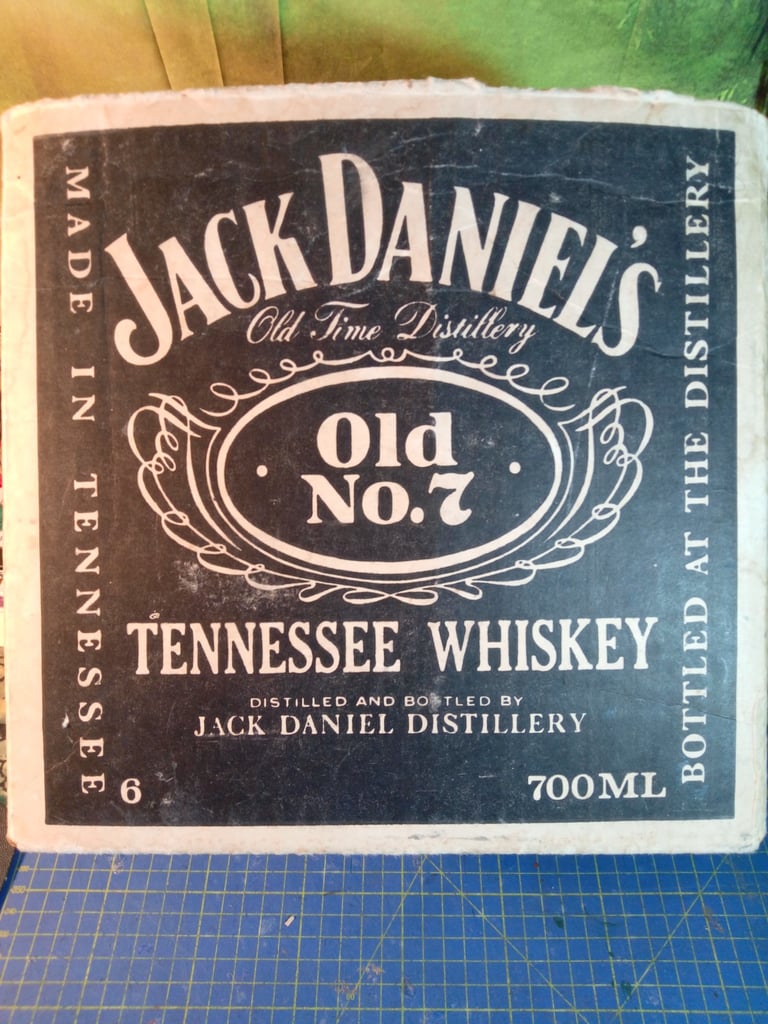 JACK DANIEL'S
Old Time Distillery
Old
No.7
TENNESSEE WHISKEY
DISTILLED AND BOTTLED BY
JACK DANIEL DISTILLERY
6
700ML
MADE IN TENNESSEE
BOTTLED AT THE DISTILLERY